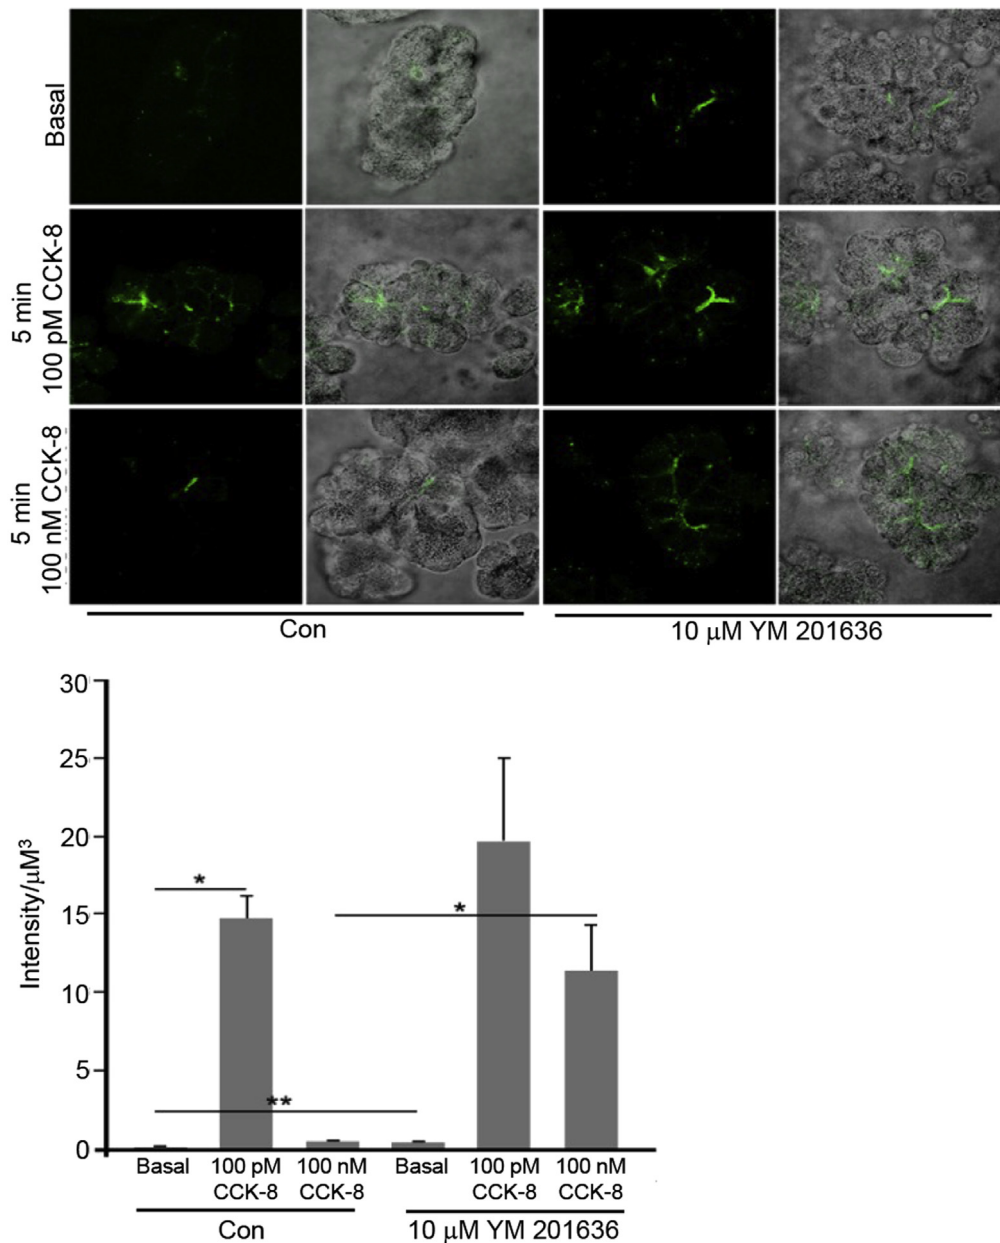 Basal
5 min
100 pM CCK-8
5 min
100 nM CCK-8
Con
10 μM YM 201636
30
25
20
15
10
5
0
Intensity/μM³
*
*
**
Basal 100 pM 100 nM Basal 100 pM 100 nM
CCK-8 CCK-8 CCK-8 CCK-8
Con 10 μM YM 201636